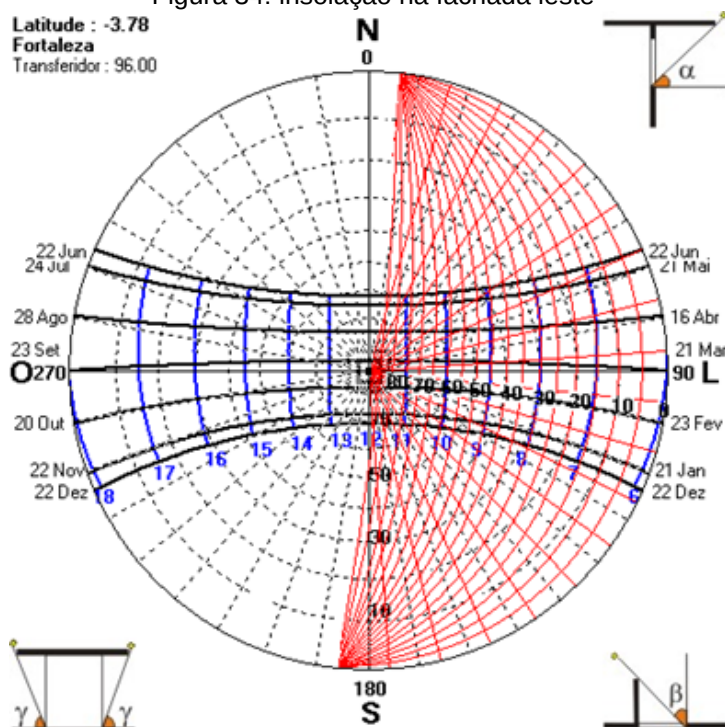 Figura 34: Insolação na fachada leste
Latitude : -3.78
Fortaleza
Transferidor : 96.00
N
0
α
22 Jun
22 Jun
24 Jul
21 Mai
28 Ago
16 Abr
23 Set
21 Mar
O 270
90 L
80 70 60 50 40 30 20 10 0
20 Out
23 Fev
18 17 16 15 14 13 12 11 10 9 8 7 6
22 Nov
21 Jan
22 Dez
22 Dez
50
30
10
180
S
γ γ
β